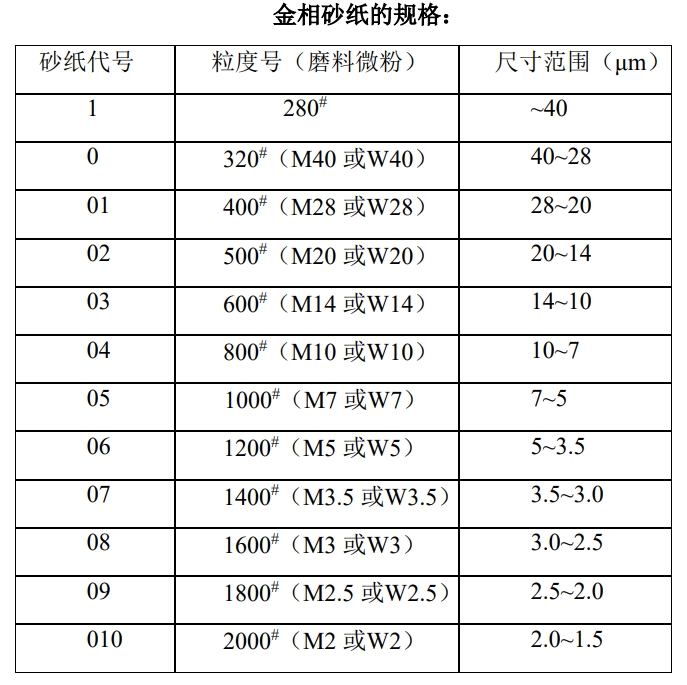 金相砂纸的规格：
砂纸代号 粒度号（磨料微粉） 尺寸范围（μm）
1 280# ~40
0 320#（M40 或W40） 40~28
01 400#（M28 或W28） 28~20
02 500#（M20 或W20） 20~14
03 600#（M14 或W14） 14~10
04 800#（M10 或W10） 10~7
05 1000#（M7 或W7） 7~5
06 1200#（M5 或W5） 5~3.5
07 1400#（M3.5 或W3.5） 3.5~3.0
08 1600#（M3 或W3） 3.0~2.5
09 1800#（M2.5 或W2.5） 2.5~2.0
010 2000#（M2 或W2） 2.0~1.5